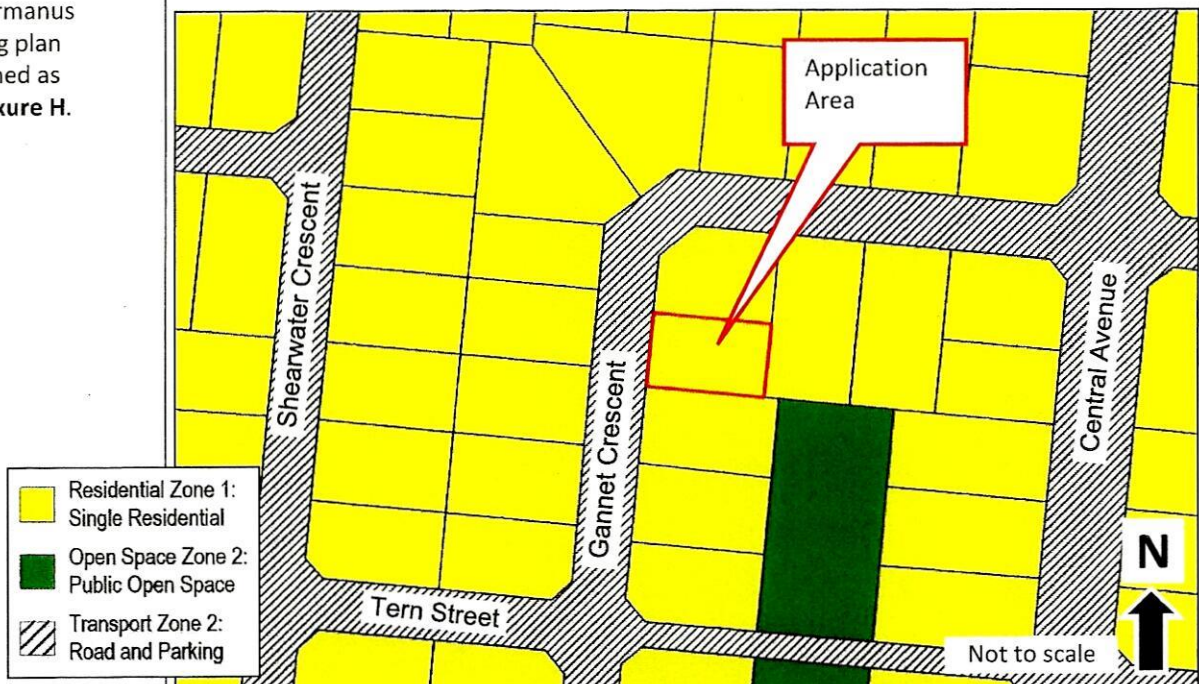 rmanus
g plan
ned as
xure H.
Application
Area
Shearwater Crescent
Gannet Crescent
Central Avenue
Tern Street
Residential Zone 1:
Single Residential
Open Space Zone 2:
Public Open Space
Transport Zone 2:
Road and Parking
N
Not to scale